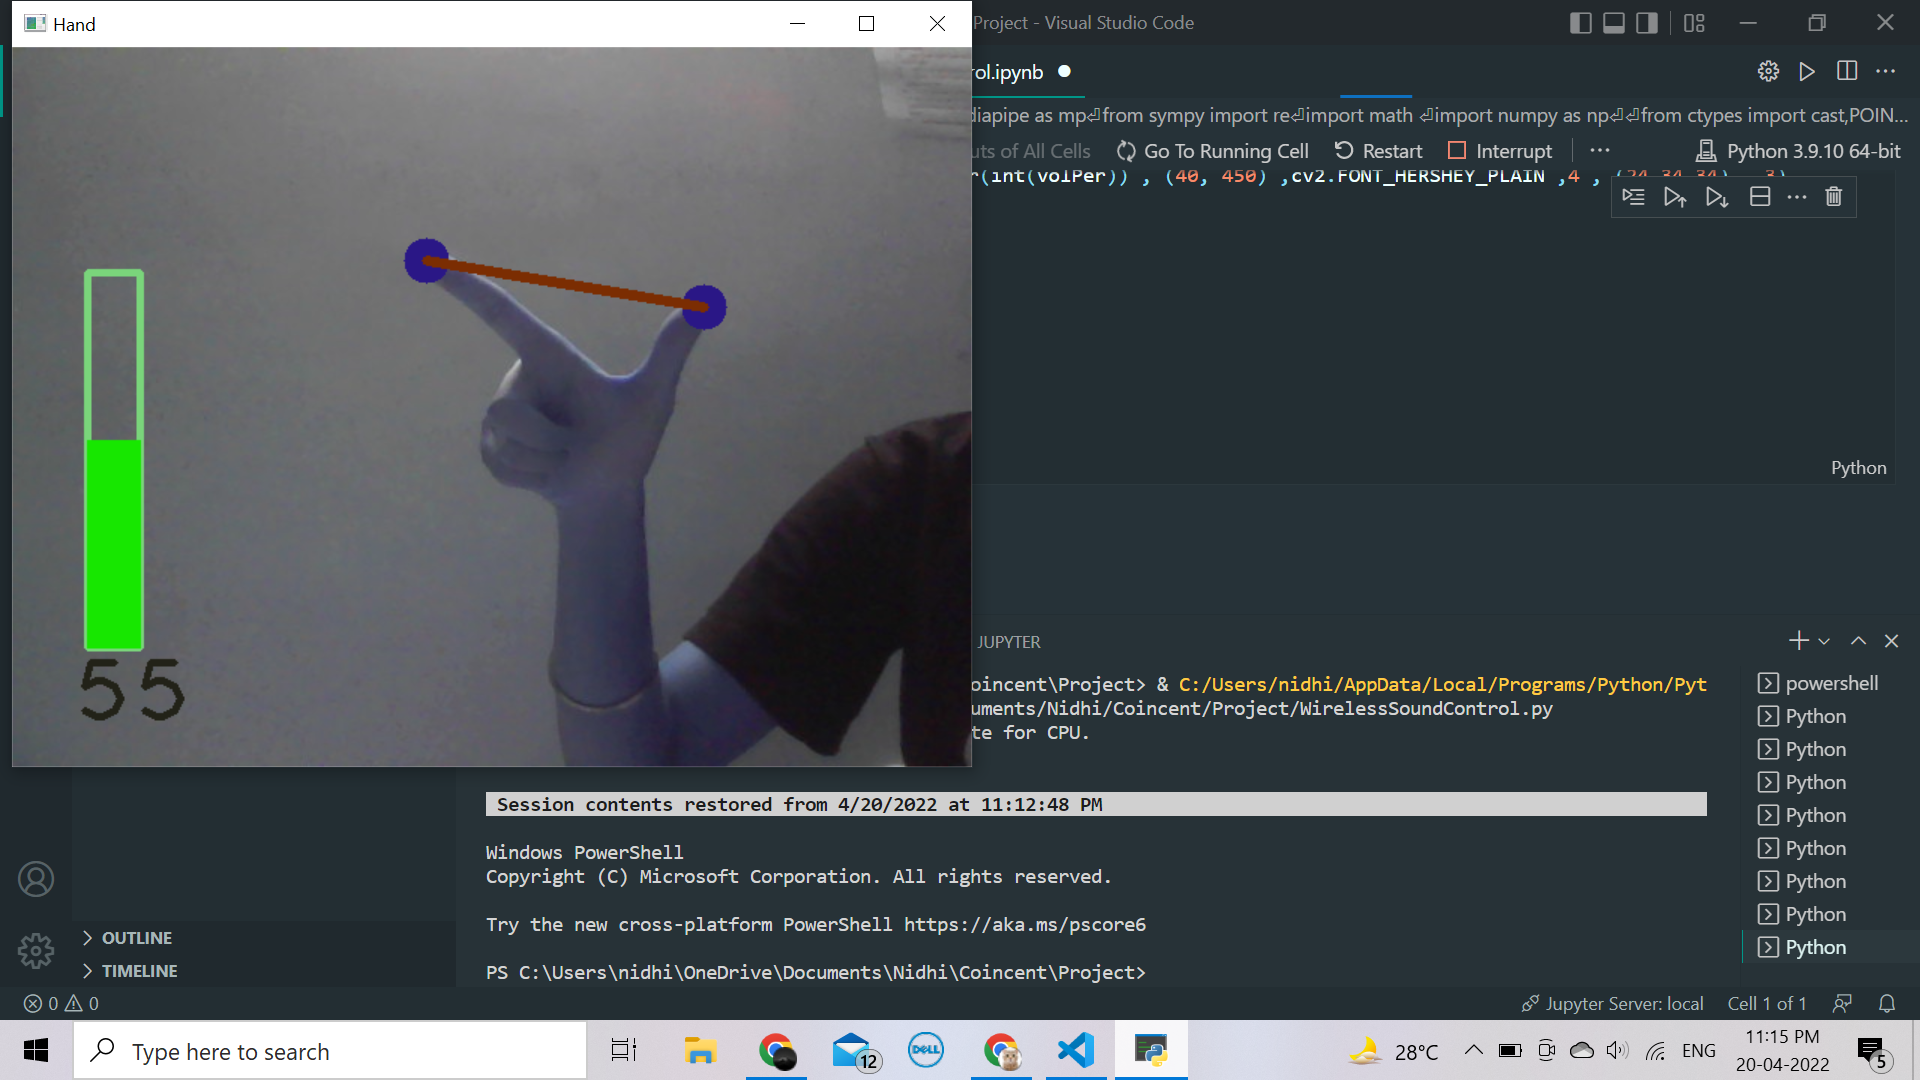 Hand
Project - Visual Studio Code
rol.ipynb
diapipe as mp⏎from sympy import re⏎import math ⏎import numpy as np⏎⏎from ctypes import cast,POIN...
uts of All Cells Go To Running Cell Restart Interrupt ... Python 3.9.10 64-bit
r(int(volPer)) , (40, 450) ,cv2.FONT_HERSHEY_PLAIN ,4 , (24,34,34) , 3)
Python
55
JUPYTER
oincent\Project> & C:/Users/nidhi/AppData/Local/Programs/Python/Pyt
uments/Nidhi/Coincent/Project/WirelessSoundControl.py
te for CPU.
Session contents restored from 4/20/2022 at 11:12:48 PM
Windows PowerShell
Copyright (C) Microsoft Corporation. All rights reserved.
Try the new cross-platform PowerShell https://aka.ms/pscore6
PS C:\Users\nidhi\OneDrive\Documents\Nidhi\Coincent\Project>
powershell
Python
Python
Python
Python
Python
Python
Python
Python
OUTLINE
TIMELINE
0 0
Jupyter Server: local Cell 1 of 1
Type here to search
12
DELL
28°C
ENG
11:15 PM
20-04-2022
5